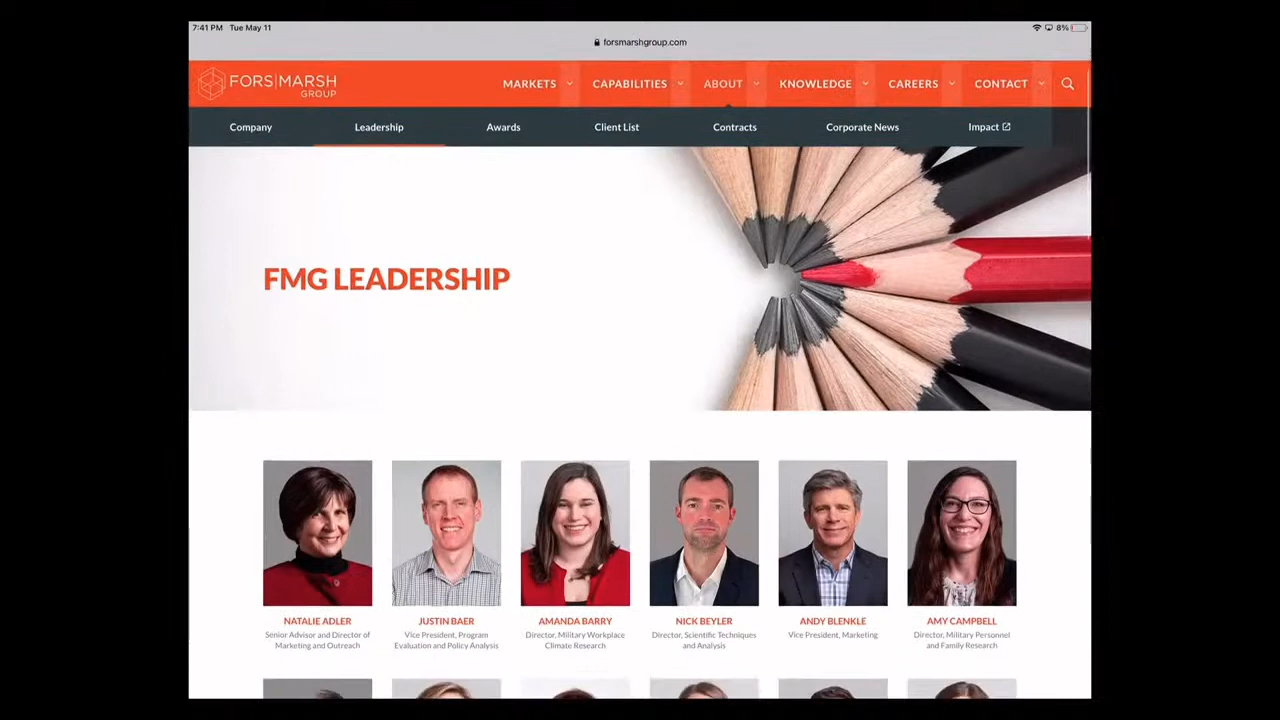 7:41 PM Tue May 11
8%
forsmarshgroup.com
FORS|MARSH
GROUP
MARKETS CAPABILITIES ABOUT KNOWLEDGE CAREERS CONTACT
Company Leadership Awards Client List Contracts Corporate News Impact
FMG LEADERSHIP
NATALIE ADLER
Senior Advisor and Director of
Marketing and Outreach
JUSTIN BAER
Vice President, Program
Evaluation and Policy Analysis
AMANDA BARRY
Director, Military Workplace
Climate Research
NICK BEYLER
Director, Scientific Techniques
and Analysis
ANDY BLENKLE
Vice President, Marketing
AMY CAMPBELL
Director, Military Personnel
and Family Research